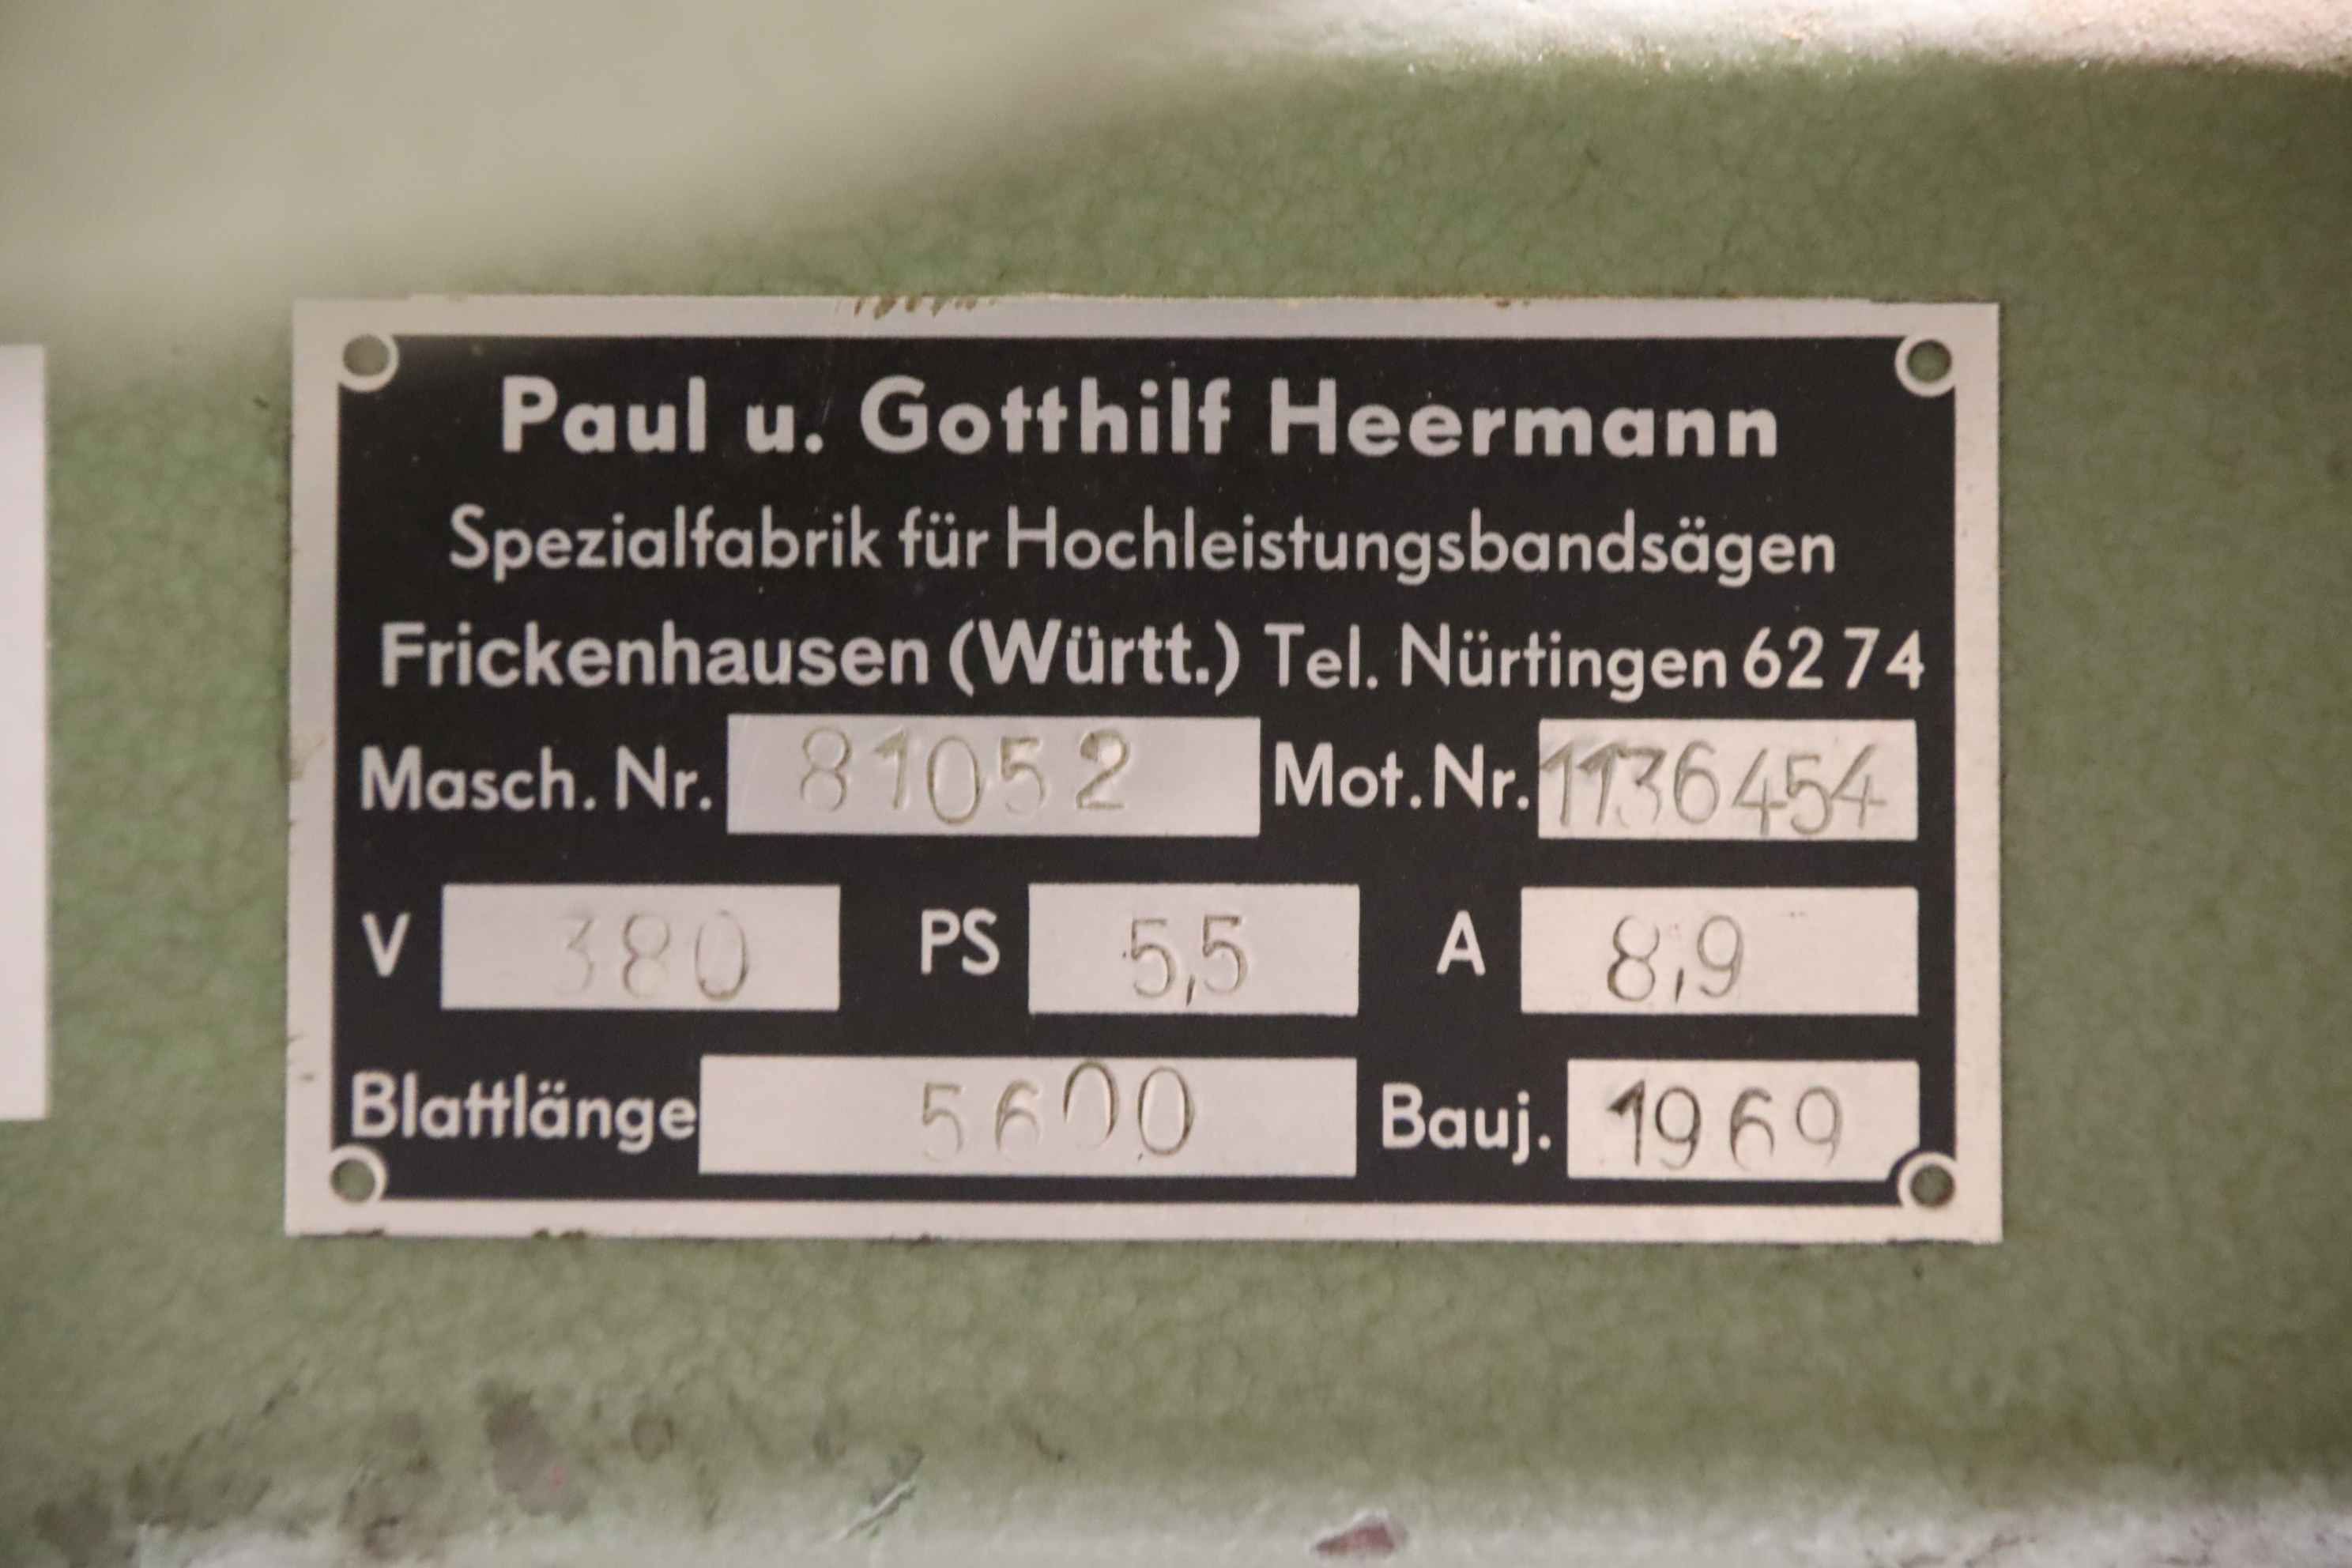 Paul u. Gotthilf Heermann
Spezialfabrik für Hochleistungsbandsägen
Frickenhausen (Württ.) Tel. Nürtingen 62 74
Masch. Nr. 81052 Mot. Nr. 1136454
V 380 PS 5,5 A 8,9
Blattlänge 5600 Bauj. 1969